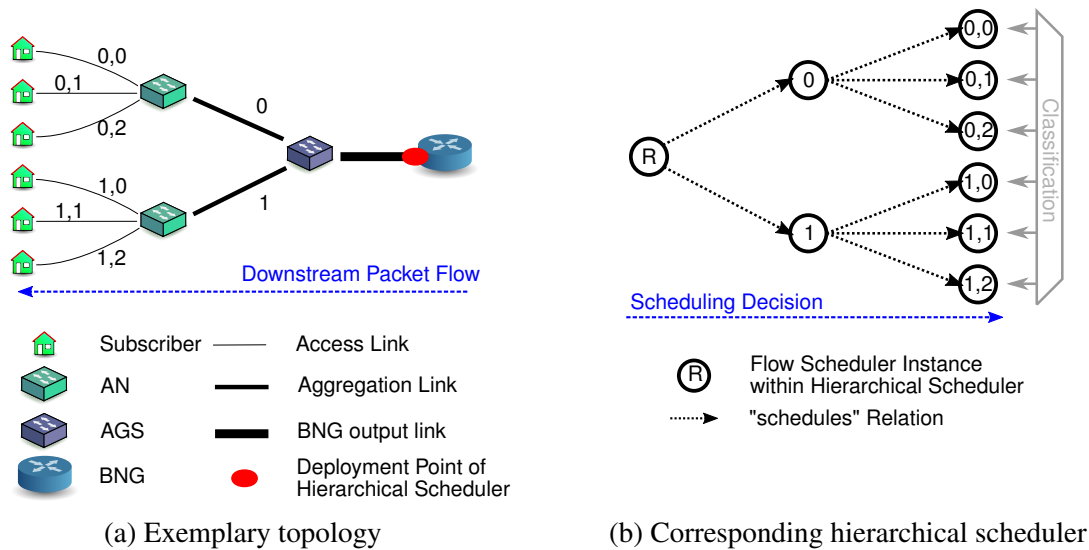 0,0
0,1
0,2
0
1,0
1,1
1,2
1
Downstream Packet Flow
Subscriber
Access Link
AN
Aggregation Link
AGS
BNG output link
BNG
Deployment Point of
Hierarchical Scheduler
(a) Exemplary topology
R
0
1
0,0
0,1
0,2
1,0
1,1
1,2
Classification
Scheduling Decision
R
Flow Scheduler Instance
within Hierarchical Scheduler
"schedules" Relation
(b) Corresponding hierarchical scheduler